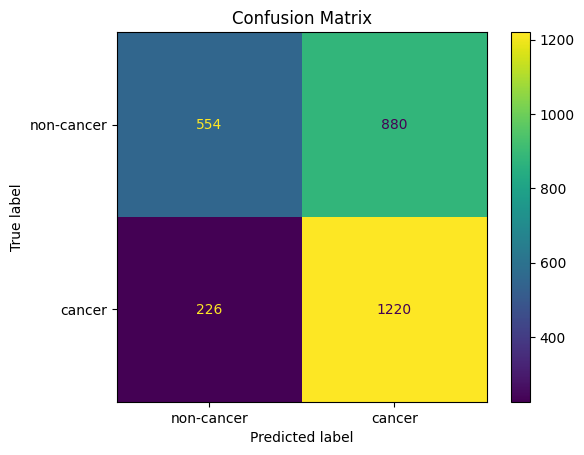 Confusion Matrix
True label
non-cancer
cancer
554
880
226
1220
non-cancer
cancer
Predicted label
1200
1000
800
600
400